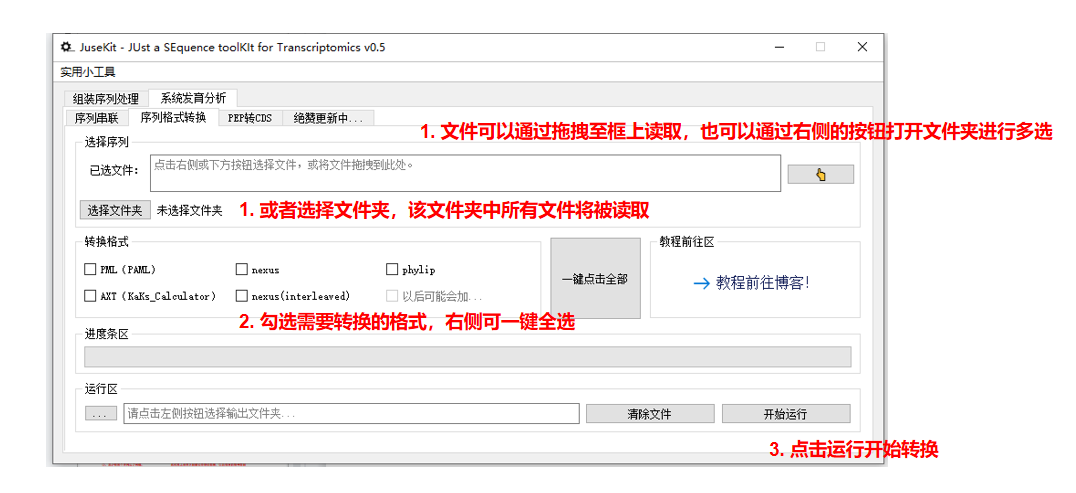 JuseKit - JUst a SEquence toolKIt for Transcriptomics v0.5
实用小工具
组装序列处理 系统发育分析
序列串联 序列格式转换 PEP转CDS 绝赞更新中...
1. 文件可以通过拖拽至框上读取，也可以通过右侧的按钮打开文件夹进行多选
选择序列
已选文件： 点击右侧或下方按钮选择文件，或将文件拖拽到此处。
选择文件夹 未选择文件夹 1. 或者选择文件夹，该文件夹中所有文件将被读取
转换格式 教程前往区
PML (PAML) nexus phylip 一键点击全部 → 教程前往博客!
AXT (KaKs_Calculator) nexus(interleaved) 以后可能会加...
2. 勾选需要转换的格式，右侧可一键全选
进度条区
运行区
... 请点击左侧按钮选择输出文件夹... 清除文件 开始运行
3. 点击运行开始转换